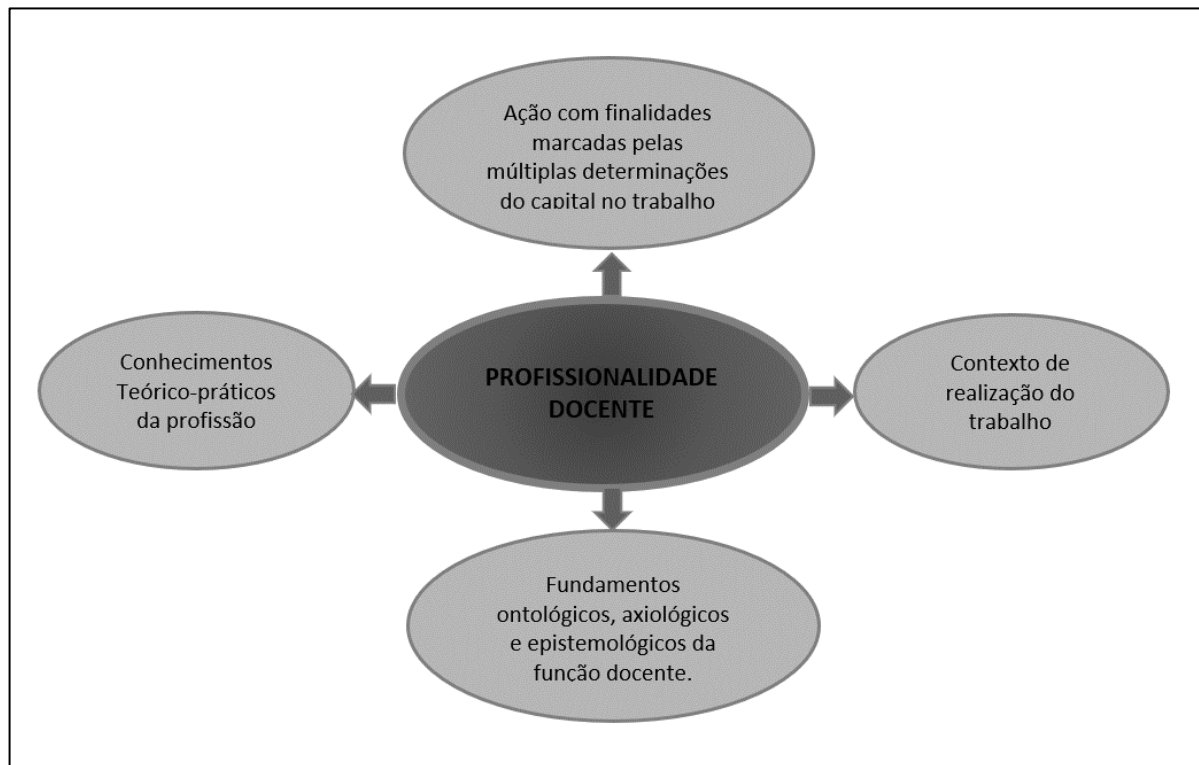 Ação com finalidades
marcadas pelas
múltiplas determinações
do capital no trabalho
Conhecimentos
Teórico-práticos
da profissão
PROFISSIONALIDADE
DOCENTE
Contexto de
realização do
trabalho
Fundamentos
ontológicos, axiológicos
e epistemológicos da
função docente.